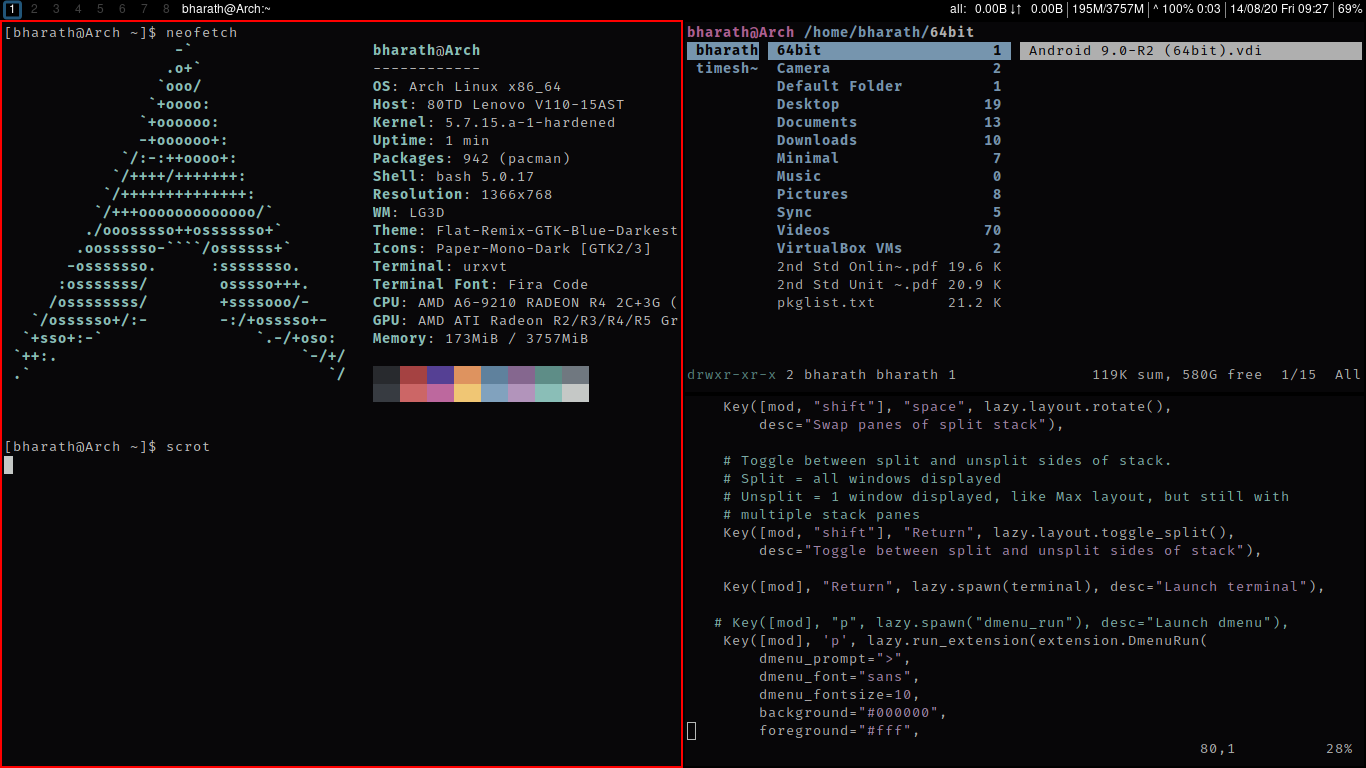 1 2 3 4 5 6 7 8 bharath@Arch:~ all: 0.00B ↓↑ 0.00B | 195M/3757M | ^ 100% 0:03 | 14/08/20 Fri 09:27 | 69%
[bharath@Arch ~]$ neofetch
bharath@Arch
------------
OS: Arch Linux x86_64
Host: 80TD Lenovo V110-15AST
Kernel: 5.7.15.a-1-hardened
Uptime: 1 min
Packages: 942 (pacman)
Shell: bash 5.0.17
Resolution: 1366x768
WM: LG3D
Theme: Flat-Remix-GTK-Blue-Darkest
Icons: Paper-Mono-Dark [GTK2/3]
Terminal: urxvt
Terminal Font: Fira Code
CPU: AMD A6-9210 RADEON R4 2C+3G (
GPU: AMD ATI Radeon R2/R3/R4/R5 Gr
Memory: 173MiB / 3757MiB
-`
.o+`
`ooo/
`+oooo:
`+oooooo:
-+oooooo+:
`/:-:++oooo+:
`/++++/+++++++:
`/++++++++++++++:
`/+++ooooooooooooo/`
./ooosssso++osssssso+`
.oossssso-````/ossssss+`
-osssssso.      :ssssssso.
:osssssss/        osssso+++.
/ossssssss/        +ssssooo/-
`/ossssso+/:-        -:/+osssso+-
`+sso+:-`                 `.-/+oso:
`++:.                           `-/+/
.`                                 `/
[bharath@Arch ~]$ scrot
bharath@Arch /home/bharath/64bit
bharath 64bit 1 Android 9.0-R2 (64bit).vdi
timesh~ Camera 2
Default Folder 1
Desktop 19
Documents 13
Downloads 10
Minimal 7
Music 0
Pictures 8
Sync 5
Videos 70
VirtualBox VMs 2
2nd Std Onlin~.pdf 19.6 K
2nd Std Unit ~.pdf 20.9 K
pkglist.txt 21.2 K
drwxr-xr-x 2 bharath bharath 1 119K sum, 580G free 1/15 All
Key([mod, "shift"], "space", lazy.layout.rotate(),
desc="Swap panes of split stack"),
# Toggle between split and unsplit sides of stack.
# Split = all windows displayed
# Unsplit = 1 window displayed, like Max layout, but still with
# multiple stack panes
Key([mod, "shift"], "Return", lazy.layout.toggle_split(),
desc="Toggle between split and unsplit sides of stack"),
Key([mod], "Return", lazy.spawn(terminal), desc="Launch terminal"),
# Key([mod], "p", lazy.spawn("dmenu_run"), desc="Launch dmenu"),
Key([mod], 'p', lazy.run_extension(extension.DmenuRun(
dmenu_prompt=">",
dmenu_font="sans",
dmenu_fontsize=10,
background="#000000",
foreground="#fff",
80,1 28%